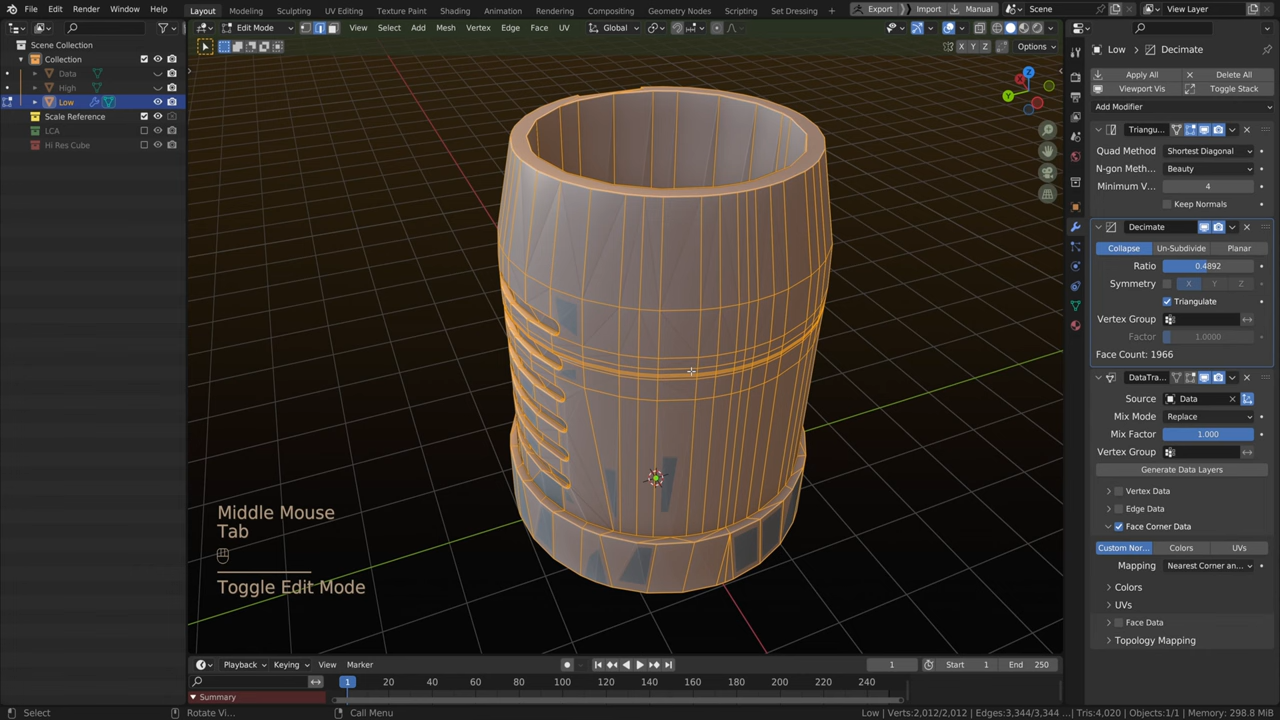 File Edit Render Window Help Layout Modeling Sculpting UV Editing Texture Paint Shading Animation Rendering Compositing Geometry Nodes Scripting Set Dressing Export Import Manual Scene View Layer
Edit Mode View Select Add Mesh Vertex Edge Face UV Global
X Y Z Options
Scene Collection
Collection
Data
High
Low
Scale Reference
LCA
Hi Res Cube
Low Decimate
Apply All Delete All
Viewport Vis Toggle Stack
Add Modifier
Triangu...
Quad Method Shortest Diagonal
N-gon Meth... Beauty
Minimum V... 4
Keep Normals
Decimate
Collapse Un-Subdivide Planar
Ratio 0.4892
Symmetry X Y Z
Triangulate
Vertex Group
Factor 1.0000
Face Count: 1966
DataTra...
Source Data
Mix Mode Replace
Mix Factor 1.000
Vertex Group
Generate Data Layers
Vertex Data
Edge Data
Face Corner Data
Custom Nor... Colors UVs
Mapping Nearest Corner an...
Colors
UVs
Face Data
Topology Mapping
Z
Y
Middle Mouse
Tab
Toggle Edit Mode
Playback Keying View Marker 1 Start 1 End 250
1 20 40 60 80 100 120 140 160 180 200 220 240
Summary
Select Rotate Vi... Call Menu Low | Verts:2,012/2,012 | Edges:3,344/3,344 ... | Tris:4,020 | Objects:1/1 | Memory: 298.8 MiB